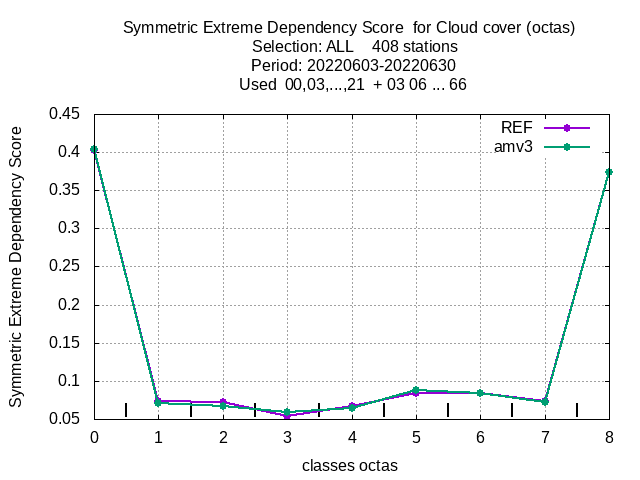 Symmetric Extreme Dependency Score  for Cloud cover (octas)
Selection: ALL    408 stations
Period: 20220603-20220630
Used  00,03,...,21  + 03 06 ... 66
Symmetric Extreme Dependency Score
0.45
0.4
0.35
0.3
0.25
0.2
0.15
0.1
0.05
REF
amv3
0 1 2 3 4 5 6 7 8
classes octas